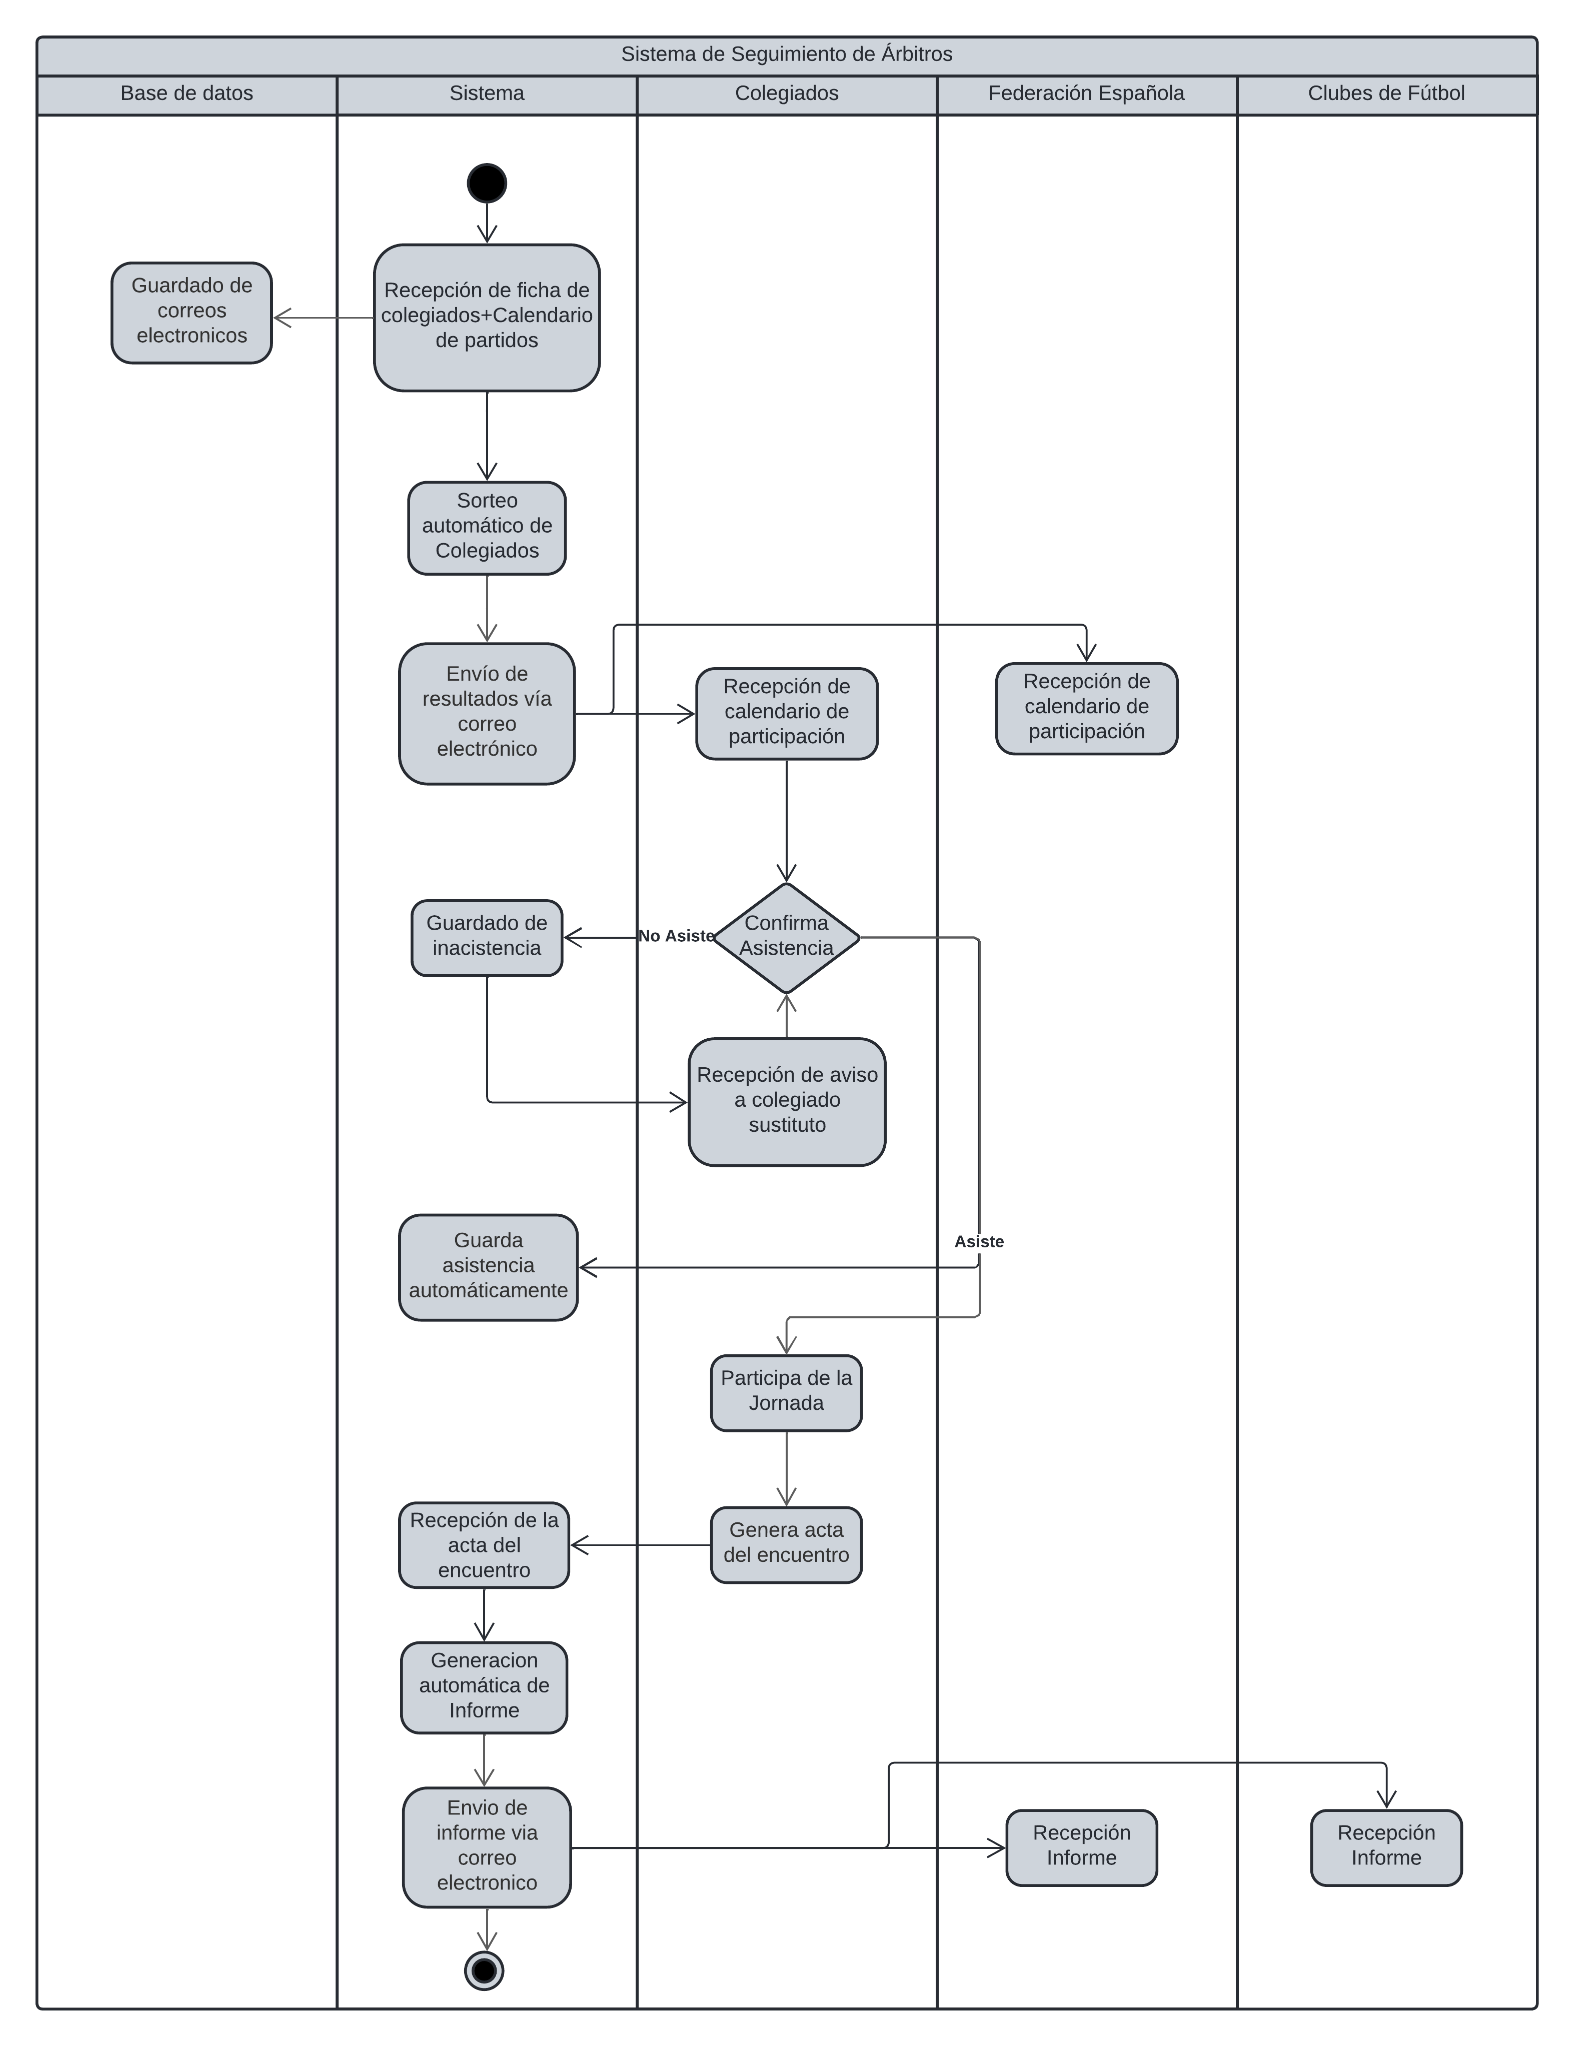 Sistema de Seguimiento de Árbitros
Base de datos
Sistema
Colegiados
Federación Española
Clubes de Fútbol
Guardado de
correos
electronicos
Recepción de ficha de
colegiados+Calendario
de partidos
Sorteo
automático de
Colegiados
Envío de
resultados vía
correo
electrónico
Recepción de
calendario de
participación
Recepción de
calendario de
participación
Guardado de
inacistencia
No Asiste
Confirma
Asistencia
Recepción de aviso
a colegiado
sustituto
Guarda
asistencia
automáticamente
Asiste
Participa de la
Jornada
Recepción de la
acta del
encuentro
Genera acta
del encuentro
Generacion
automática de
Informe
Envio de
informe via
correo
electronico
Recepción
Informe
Recepción
Informe